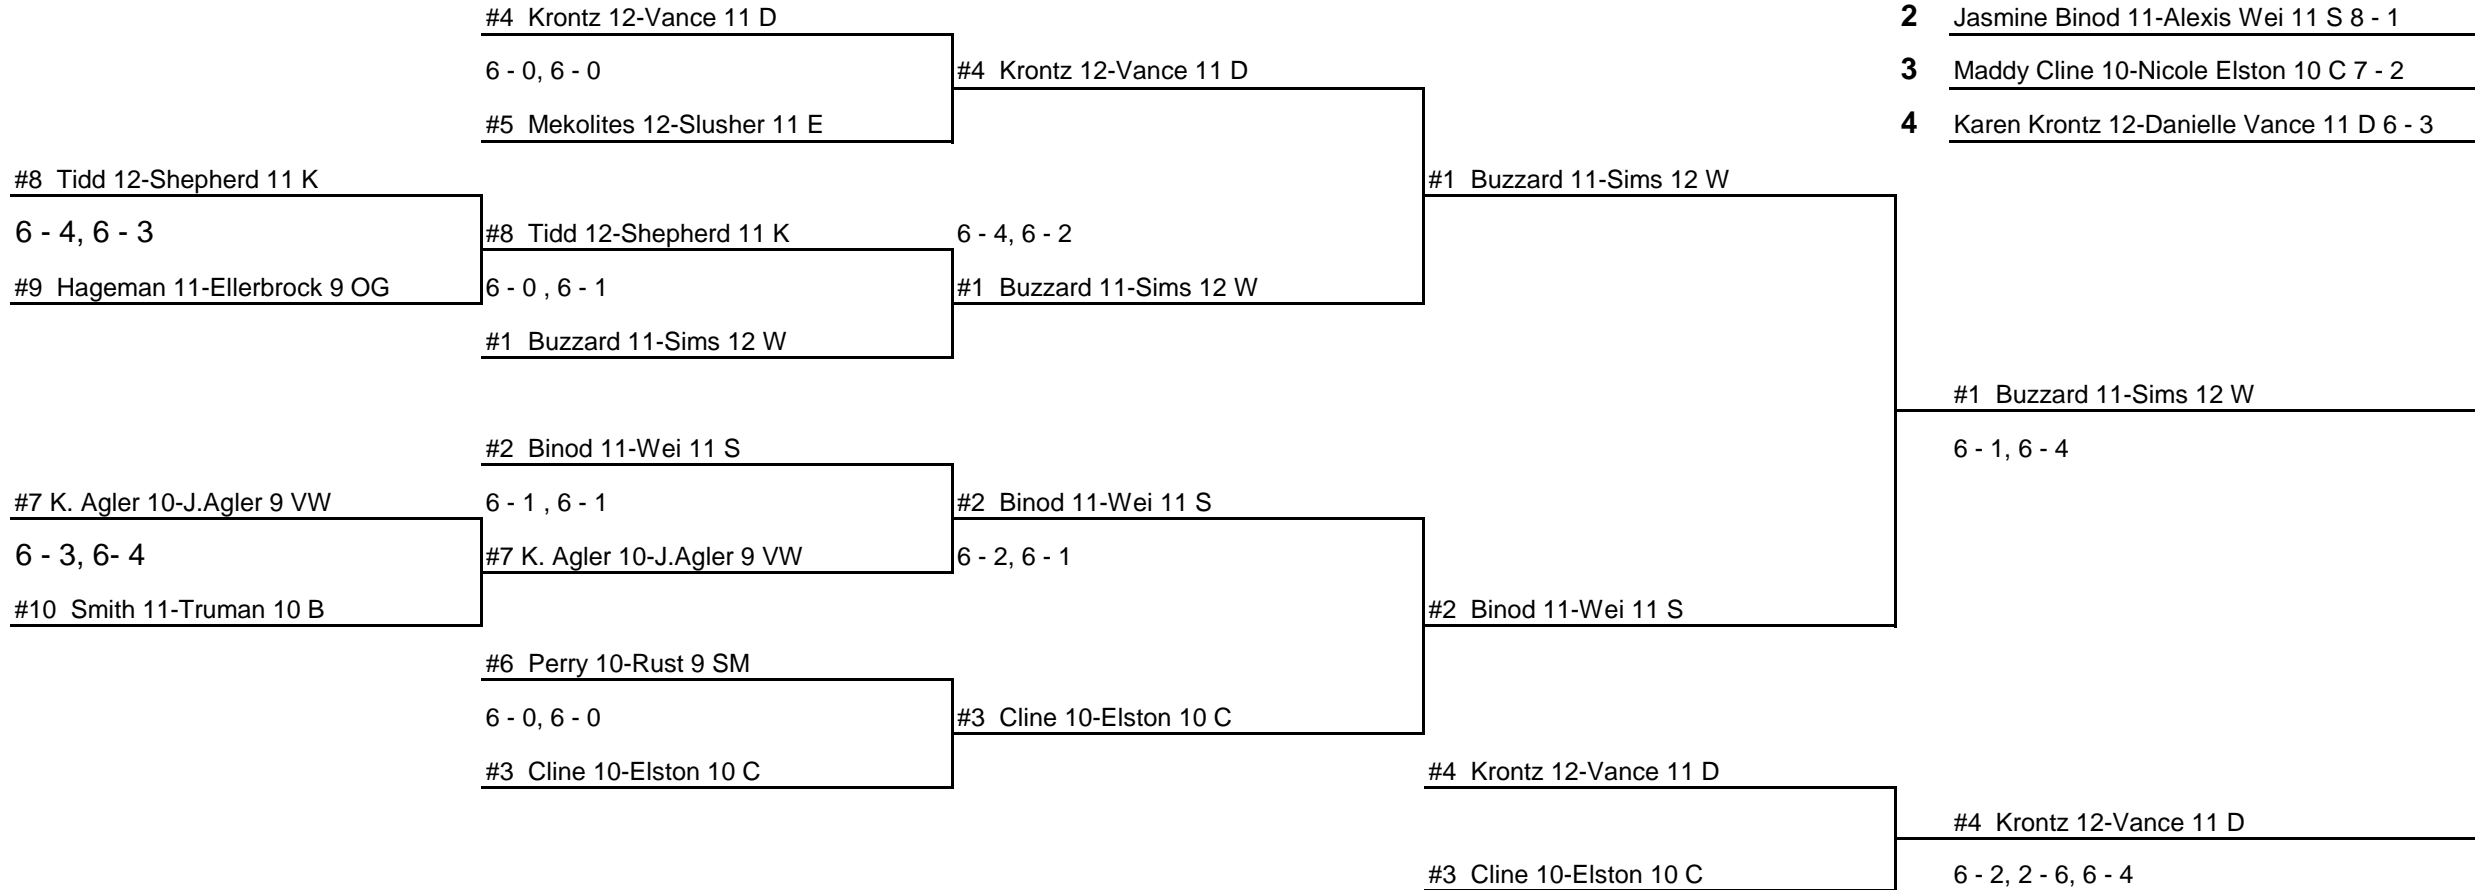 #4 Krontz 12-Vance 11 D
2 Jasmine Binod 11-Alexis Wei 11 S 8 - 1
6 - 0, 6 - 0
#4 Krontz 12-Vance 11 D
3 Maddy Cline 10-Nicole Elston 10 C 7 - 2
#5 Mekolites 12-Slusher 11 E
4 Karen Krontz 12-Danielle Vance 11 D 6 - 3
#8 Tidd 12-Shepherd 11 K
#1 Buzzard 11-Sims 12 W
6 - 4, 6 - 3
#8 Tidd 12-Shepherd 11 K
6 - 4, 6 - 2
#9 Hageman 11-Ellerbrock 9 OG
6 - 0 , 6 - 1
#1 Buzzard 11-Sims 12 W
#1 Buzzard 11-Sims 12 W
#1 Buzzard 11-Sims 12 W
#2 Binod 11-Wei 11 S
6 - 1, 6 - 4
#7 K. Agler 10-J.Agler 9 VW
6 - 1 , 6 - 1
#2 Binod 11-Wei 11 S
6 - 3, 6- 4
#7 K. Agler 10-J.Agler 9 VW
6 - 2, 6 - 1
#10 Smith 11-Truman 10 B
#2 Binod 11-Wei 11 S
#6 Perry 10-Rust 9 SM
6 - 0, 6 - 0
#3 Cline 10-Elston 10 C
#3 Cline 10-Elston 10 C
#4 Krontz 12-Vance 11 D
#4 Krontz 12-Vance 11 D
#3 Cline 10-Elston 10 C
6 - 2, 2 - 6, 6 - 4